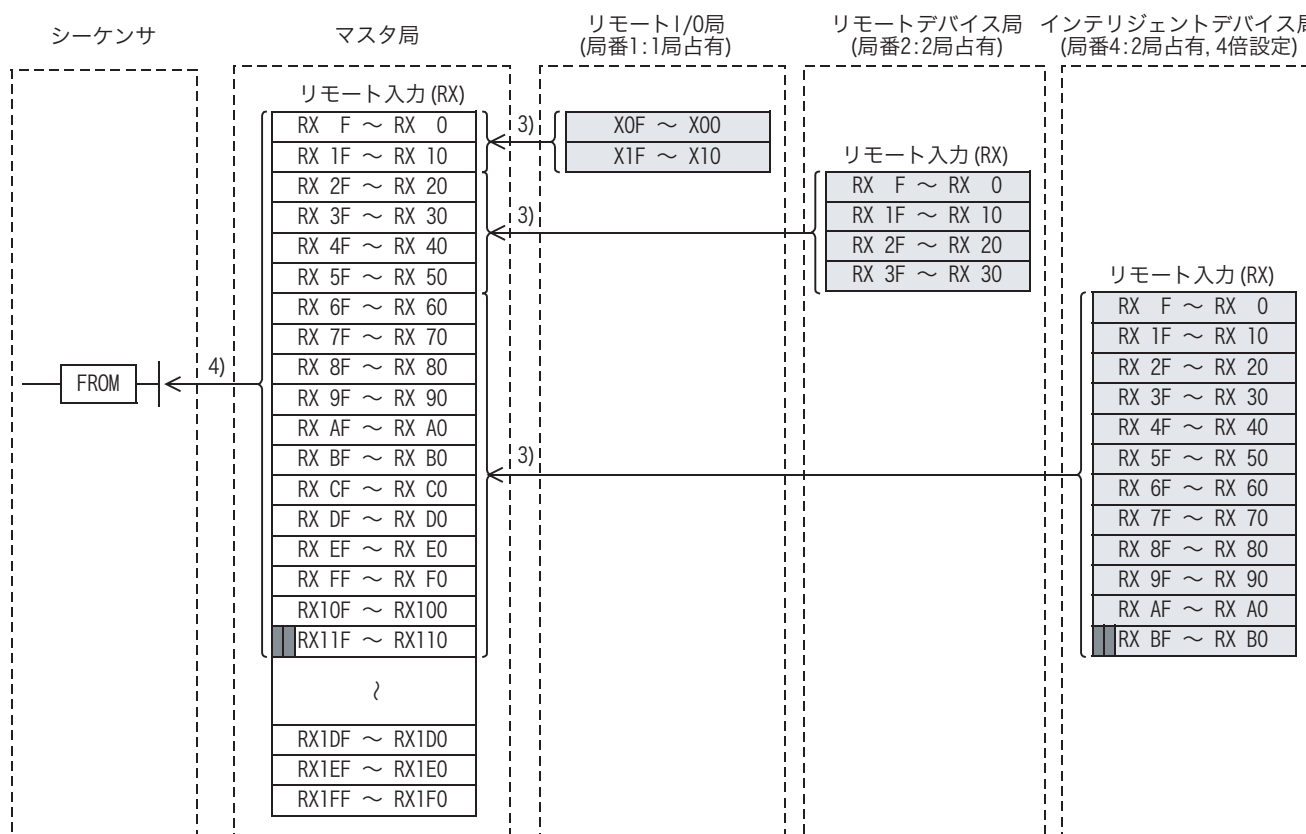 シーケンサ
マスタ局
リモートI/O局
(局番1:1局占有)
リモートデバイス局
(局番2:2局占有)
インテリジェントデバイス局
(局番4:2局占有, 4倍設定)
リモート入力(RX)
RX F ～ RX 0
RX 1F ～ RX 10
RX 2F ～ RX 20
RX 3F ～ RX 30
RX 4F ～ RX 40
RX 5F ～ RX 50
RX 6F ～ RX 60
RX 7F ～ RX 70
RX 8F ～ RX 80
RX 9F ～ RX 90
RX AF ～ RX A0
RX BF ～ RX B0
RX CF ～ RX C0
RX DF ～ RX D0
RX EF ～ RX E0
RX FF ～ RX F0
RX10F ～ RX100
RX11F ～ RX110
～
RX1DF ～ RX1D0
RX1EF ～ RX1E0
RX1FF ～ RX1F0
FROM
4)
3)
3)
3)
X0F ～ X00
X1F ～ X10
リモート入力(RX)
RX F ～ RX 0
RX 1F ～ RX 10
RX 2F ～ RX 20
RX 3F ～ RX 30
リモート入力(RX)
RX F ～ RX 0
RX 1F ～ RX 10
RX 2F ～ RX 20
RX 3F ～ RX 30
RX 4F ～ RX 40
RX 5F ～ RX 50
RX 6F ～ RX 60
RX 7F ～ RX 70
RX 8F ～ RX 80
RX 9F ～ RX 90
RX AF ～ RX A0
RX BF ～ RX B0